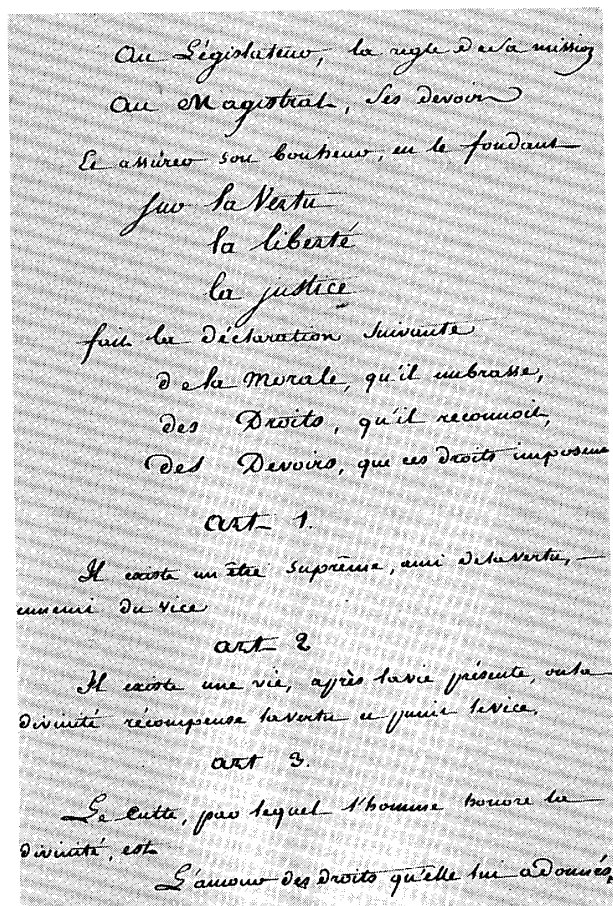 Au Législateur, la regle de sa mission
Au Magistrat, Ses devoirs
Et assurer son bonheur, en le fondant
Sur la Vertu
la liberté
la justice
fait la déclaration suivante
de la Morale, qu'il embrasse,
des Droits, qu'il reconnoit,
des Devoirs, que ces droits imposent
art 1.
Il existe un être Suprême, ami de la vertu,
ennemi du vice
art 2
Il existe une vie, après la vie présente, où la
divinité récompense la vertu et punit le vice,
art 3.
Le Culte, par lequel l'homme honore la
divinité, est
L'amour des droits qu'elle lui a donnés,